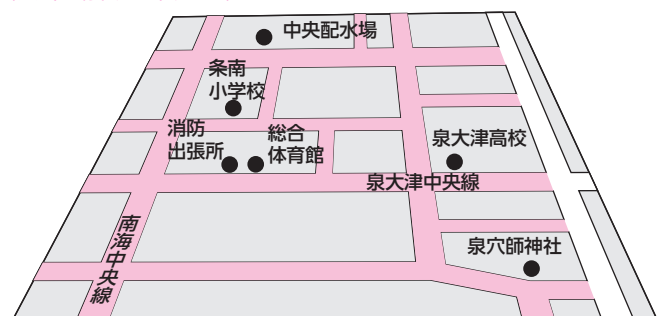 中央配水場
条南
小学校
消防
出張所
総合
体育館
泉大津高校
泉大津中央線
南海中央線
泉穴師神社